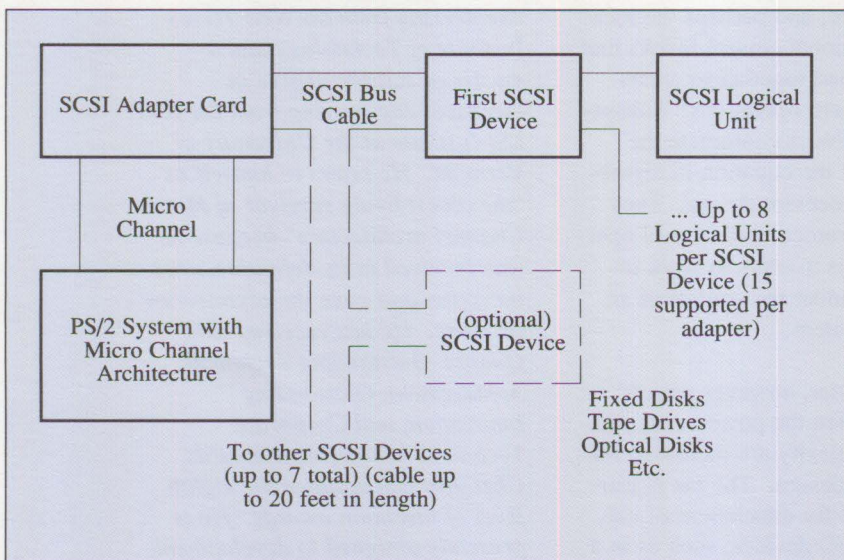 SCSI Adapter Card
SCSI Bus
Cable
First SCSI
Device
SCSI Logical
Unit
Micro
Channel
... Up to 8
Logical Units
per SCSI
Device (15
supported per
adapter)
PS/2 System with
Micro Channel
Architecture
(optional)
SCSI Device
Fixed Disks
Tape Drives
Optical Disks
Etc.
To other SCSI Devices
(up to 7 total) (cable up
to 20 feet in length)